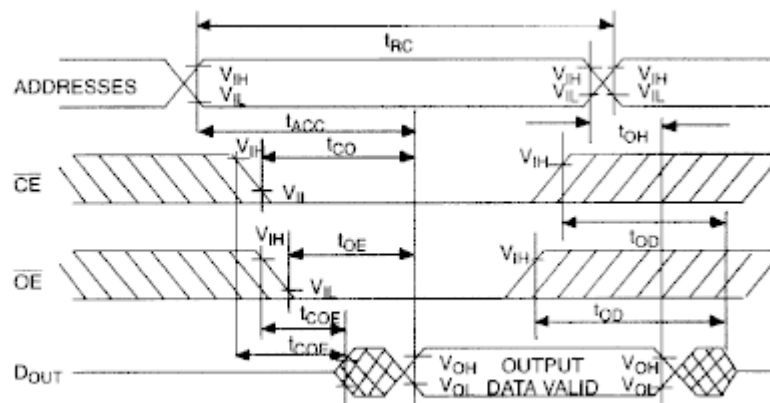 tRC
ADDRESSES
VIH VIH VIH
VIL VIL VIL
tACC tOH
VIH tCO VIH
CE
VIL
tOD
VIH tOE VIH
OE
VIL
tCOE tOD
tCOE
VOH OUTPUT VOH
DOUT
VOL DATA VALID VOL